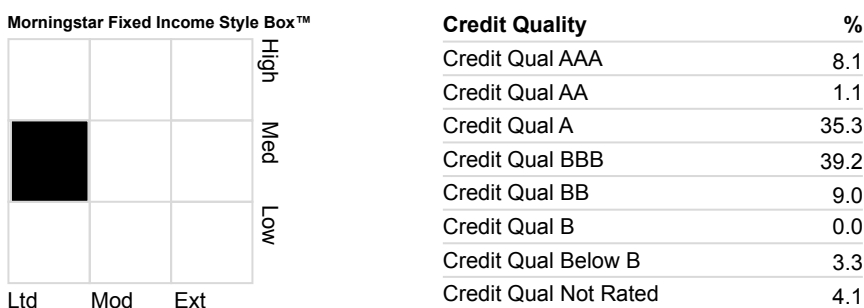 Morningstar Fixed Income Style Box™
High
Med
Low
Ltd Mod Ext
Credit Quality %
Credit Qual AAA 8.1
Credit Qual AA 1.1
Credit Qual A 35.3
Credit Qual BBB 39.2
Credit Qual BB 9.0
Credit Qual B 0.0
Credit Qual Below B 3.3
Credit Qual Not Rated 4.1